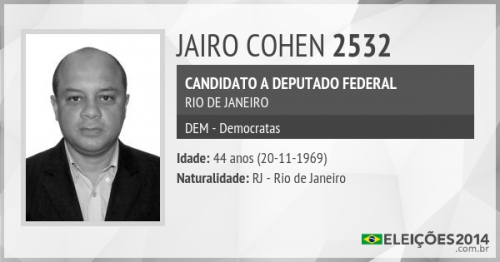 JAIRO COHEN 2532
CANDIDATO A DEPUTADO FEDERAL
RIO DE JANEIRO
DEM - Democratas
Idade: 44 anos (20-11-1969)
Naturalidade: RJ - Rio de Janeiro
ELEIÇÕES2014
.com.br